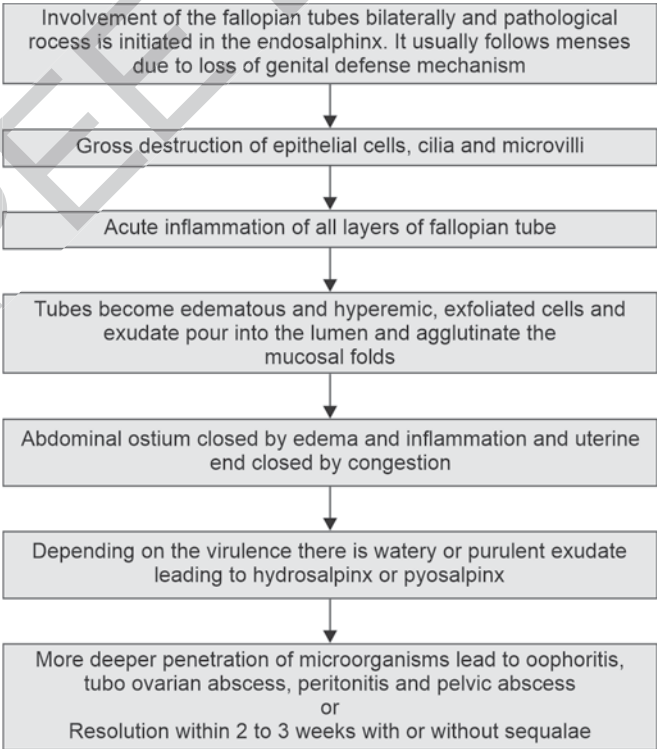 Involvement of the fallopian tubes bilaterally and pathological
rocess is initiated in the endosalphinx. It usually follows menses
due to loss of genital defense mechanism
Gross destruction of epithelial cells, cilia and microvilli
Acute inflammation of all layers of fallopian tube
Tubes become edematous and hyperemic, exfoliated cells and
exudate pour into the lumen and agglutinate the
mucosal folds
Abdominal ostium closed by edema and inflammation and uterine
end closed by congestion
Depending on the virulence there is watery or purulent exudate
leading to hydrosalpinx or pyosalpinx
More deeper penetration of microorganisms lead to oophoritis,
tubo ovarian abscess, peritonitis and pelvic abscess
or
Resolution within 2 to 3 weeks with or without sequalae